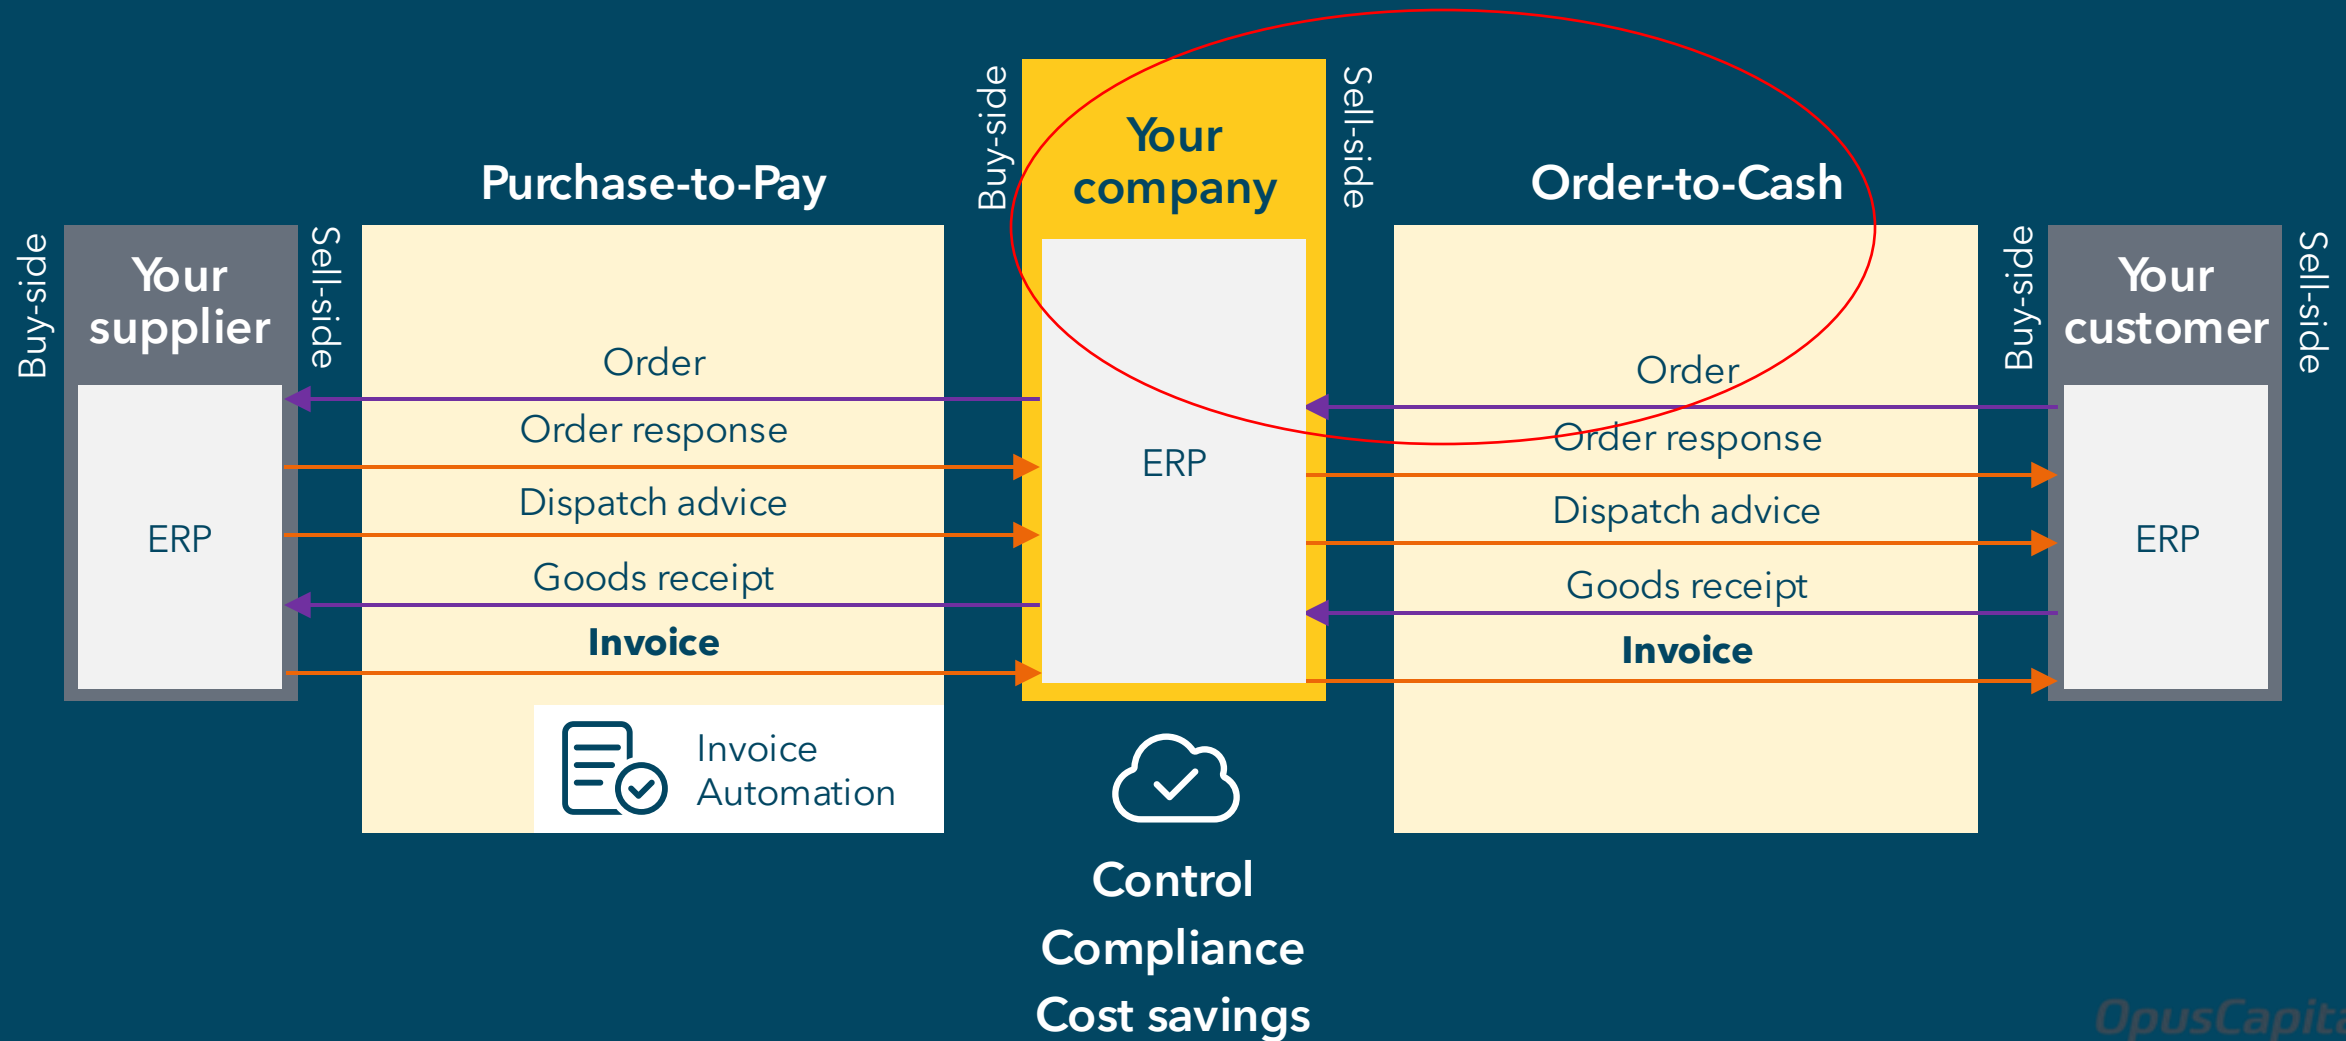 Buy-side
Your
supplier
Sell-side
ERP
Purchase-to-Pay
Order
Order response
Dispatch advice
Goods receipt
Invoice
Invoice
Automation
Buy-side
Your
company
Sell-side
ERP
Control
Compliance
Cost savings
Order-to-Cash
Order
Order response
Dispatch advice
Goods receipt
Invoice
Buy-side
Your
customer
Sell-side
ERP